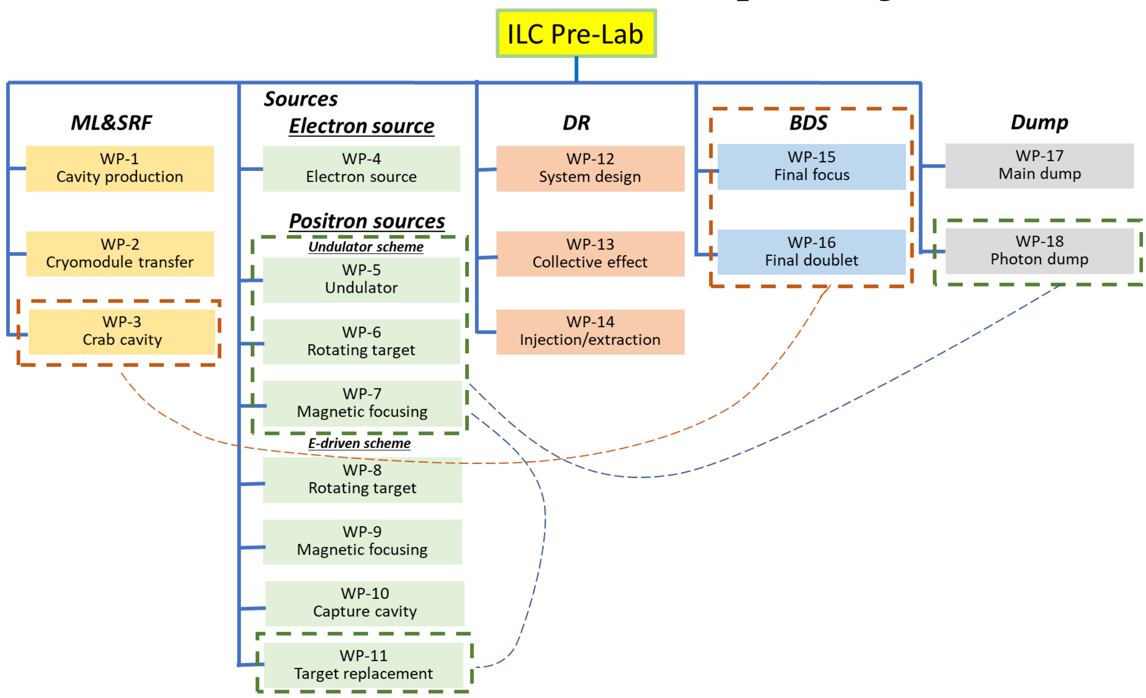 ILC Pre-Lab
ML&SRF
WP-1
Cavity production
WP-2
Cryomodule transfer
WP-3
Crab cavity
Sources
Electron source
WP-4
Electron source
Positron sources
Undulator scheme
WP-5
Undulator
WP-6
Rotating target
WP-7
Magnetic focusing
E-driven scheme
WP-8
Rotating target
WP-9
Magnetic focusing
WP-10
Capture cavity
WP-11
Target replacement
DR
WP-12
System design
WP-13
Collective effect
WP-14
Injection/extraction
BDS
WP-15
Final focus
WP-16
Final doublet
Dump
WP-17
Main dump
WP-18
Photon dump